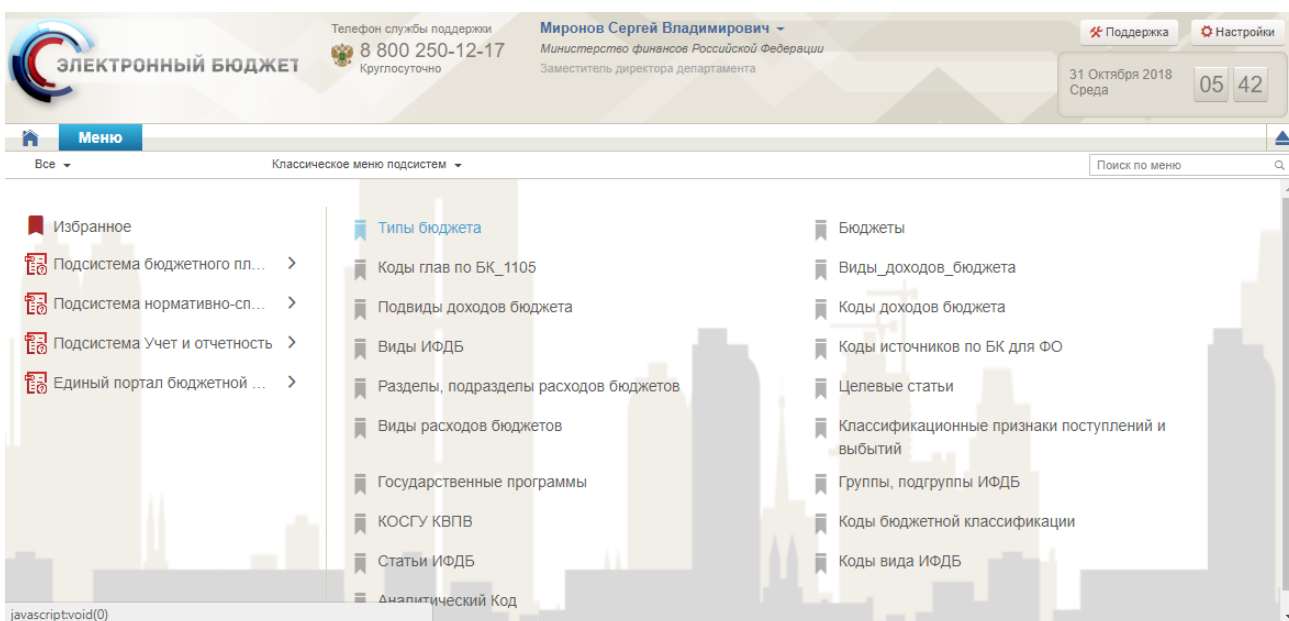 ЭЛЕКТРОННЫЙ БЮДЖЕТ
Телефон службы поддержки
8 800 250-12-17
Круглосуточно
Миронов Сергей Владимирович
Министерство финансов Российской Федерации
Заместитель директора департамента
Поддержка
Настройки
31 Октября 2018
Среда
05 42
Меню
Все
Классическое меню подсистем
Поиск по меню
Избранное
Подсистема бюджетного пл...
Подсистема нормативно-сп...
Подсистема Учет и отчетность
Единый портал бюджетной ...
Типы бюджета
Бюджеты
Коды глав по БК_1105
Виды_доходов_бюджета
Подвиды доходов бюджета
Коды доходов бюджета
Виды ИФДБ
Коды источников по БК для ФО
Разделы, подразделы расходов бюджетов
Целевые статьи
Виды расходов бюджетов
Классификационные признаки поступлений и
выбытий
Государственные программы
Группы, подгруппы ИФДБ
КОСГУ КВПВ
Коды бюджетной классификации
Статьи ИФДБ
Коды вида ИФДБ
Аналитический Код
javascript:void(0)